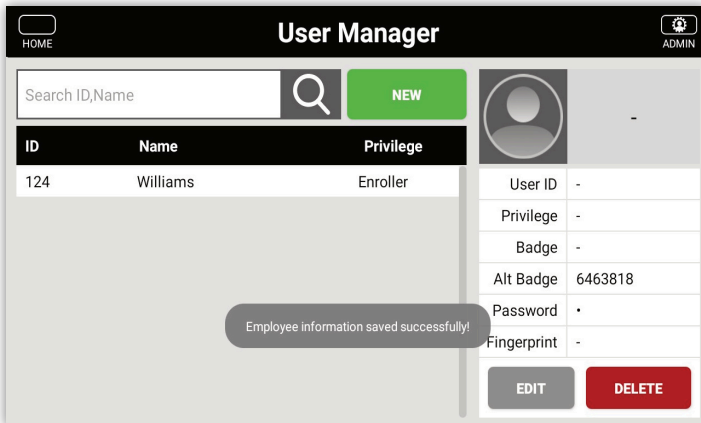 User Manager
HOME
ADMIN
Search ID,Name
NEW
-
ID Name Privilege
124 Williams Enroller
User ID -
Privilege -
Badge -
Alt Badge 6463818
Password •
Fingerprint -
Employee information saved successfully!
EDIT DELETE